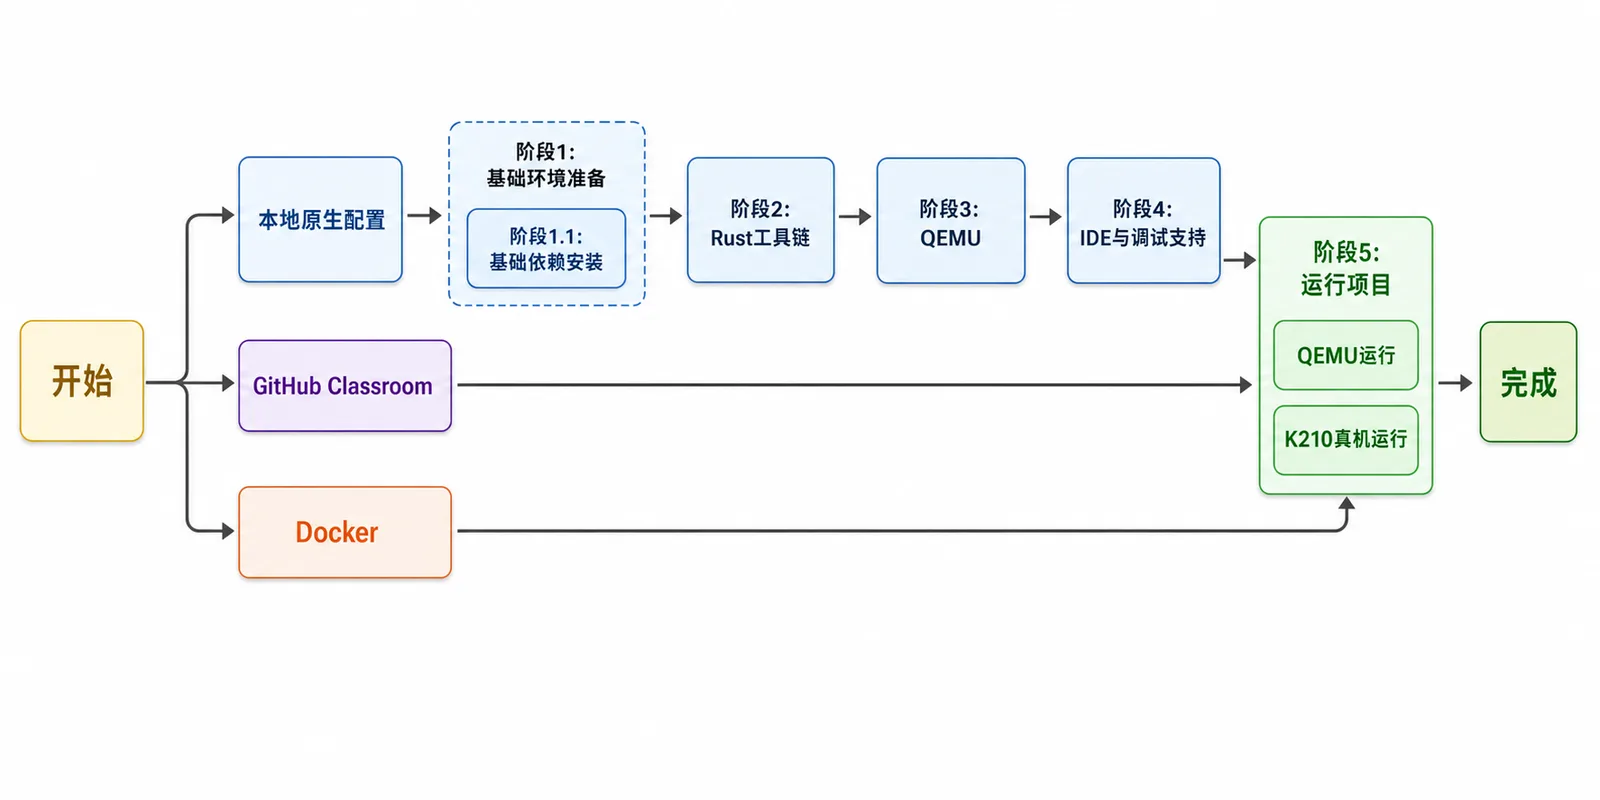 开始
本地原生配置
阶段1:
基础环境准备
阶段1.1:
基础依赖安装
阶段2:
Rust工具链
阶段3:
QEMU
阶段4:
IDE与调试支持
GitHub Classroom
Docker
阶段5:
运行项目
QEMU运行
K210真机运行
完成